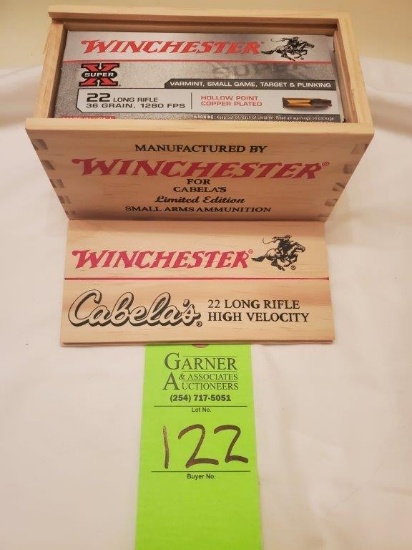 WINCHESTER®
SUPER X
VARMINT, SMALL GAME, TARGET & PLINKING
22 LONG RIFLE
36 GRAIN, 1280 FPS
HOLLOW POINT
COPPER PLATED
MANUFACTURED BY
WINCHESTER®
FOR
CABELA'S
Limited Edition
SMALL ARMS AMMUNITION
WINCHESTER®
Cabela's®
22 LONG RIFLE
HIGH VELOCITY
GARNER
& ASSOCIATES
AUCTIONEERS
(254) 717-5051
Lot No.
122
Buyer No.